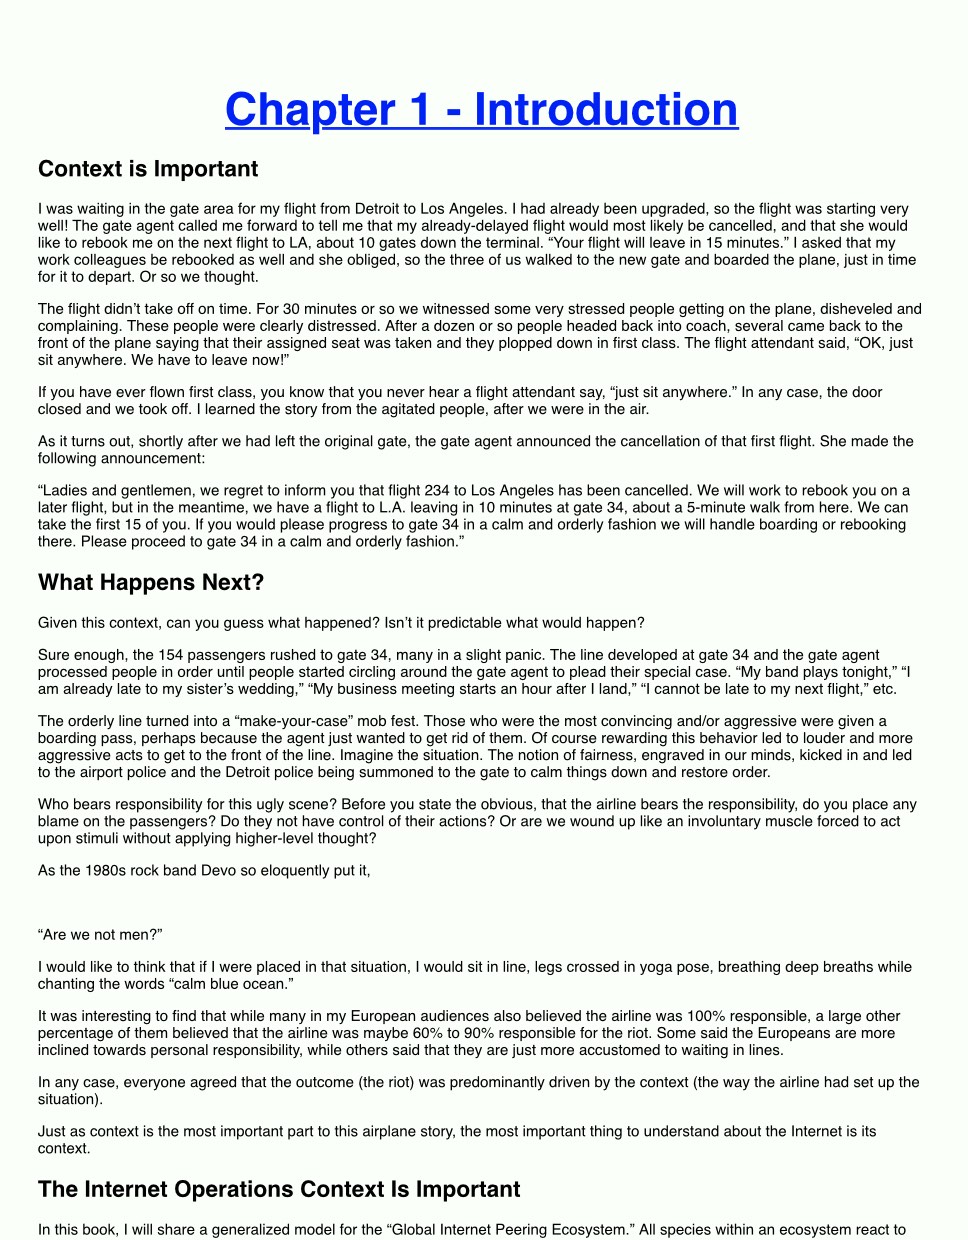 Chapter 1 - Introduction
Context is Important
I was waiting in the gate area for my flight from Detroit to Los Angeles. I had already been upgraded, so the flight was starting very
well! The gate agent called me forward to tell me that my already-delayed flight would most likely be cancelled, and that she would
like to rebook me on the next flight to LA, about 10 gates down the terminal. “Your flight will leave in 15 minutes.” I asked that my
work colleagues be rebooked as well and she obliged, so the three of us walked to the new gate and boarded the plane, just in time
for it to depart. Or so we thought.
The flight didn’t take off on time. For 30 minutes or so we witnessed some very stressed people getting on the plane, disheveled and
complaining. These people were clearly distressed. After a dozen or so people headed back into coach, several came back to the
front of the plane saying that their assigned seat was taken and they plopped down in first class. The flight attendant said, “OK, just
sit anywhere. We have to leave now!”
If you have ever flown first class, you know that you never hear a flight attendant say, “just sit anywhere.” In any case, the door
closed and we took off. I learned the story from the agitated people, after we were in the air.
As it turns out, shortly after we had left the original gate, the gate agent announced the cancellation of that first flight. She made the
following announcement:
“Ladies and gentlemen, we regret to inform you that flight 234 to Los Angeles has been cancelled. We will work to rebook you on a
later flight, but in the meantime, we have a flight to L.A. leaving in 10 minutes at gate 34, about a 5-minute walk from here. We can
take the first 15 of you. If you would please progress to gate 34 in a calm and orderly fashion we will handle boarding or rebooking
there. Please proceed to gate 34 in a calm and orderly fashion.”
What Happens Next?
Given this context, can you guess what happened? Isn’t it predictable what would happen?
Sure enough, the 154 passengers rushed to gate 34, many in a slight panic. The line developed at gate 34 and the gate agent
processed people in order until people started circling around the gate agent to plead their special case. “My band plays tonight,” “I
am already late to my sister’s wedding,” “My business meeting starts an hour after I land,” “I cannot be late to my next flight,” etc.
The orderly line turned into a “make-your-case” mob fest. Those who were the most convincing and/or aggressive were given a
boarding pass, perhaps because the agent just wanted to get rid of them. Of course rewarding this behavior led to louder and more
aggressive acts to get to the front of the line. Imagine the situation. The notion of fairness, engraved in our minds, kicked in and led
to the airport police and the Detroit police being summoned to the gate to calm things down and restore order.
Who bears responsibility for this ugly scene? Before you state the obvious, that the airline bears the responsibility, do you place any
blame on the passengers? Do they not have control of their actions? Or are we wound up like an involuntary muscle forced to act
upon stimuli without applying higher-level thought?
As the 1980s rock band Devo so eloquently put it,
“Are we not men?”
I would like to think that if I were placed in that situation, I would sit in line, legs crossed in yoga pose, breathing deep breaths while
chanting the words “calm blue ocean.”
It was interesting to find that while many in my European audiences also believed the airline was 100% responsible, a large other
percentage of them believed that the airline was maybe 60% to 90% responsible for the riot. Some said the Europeans are more
inclined towards personal responsibility, while others said that they are just more accustomed to waiting in lines.
In any case, everyone agreed that the outcome (the riot) was predominantly driven by the context (the way the airline had set up the
situation).
Just as context is the most important part to this airplane story, the most important thing to understand about the Internet is its
context.
The Internet Operations Context Is Important
In this book, I will share a generalized model for the “Global Internet Peering Ecosystem.” All species within an ecosystem react to